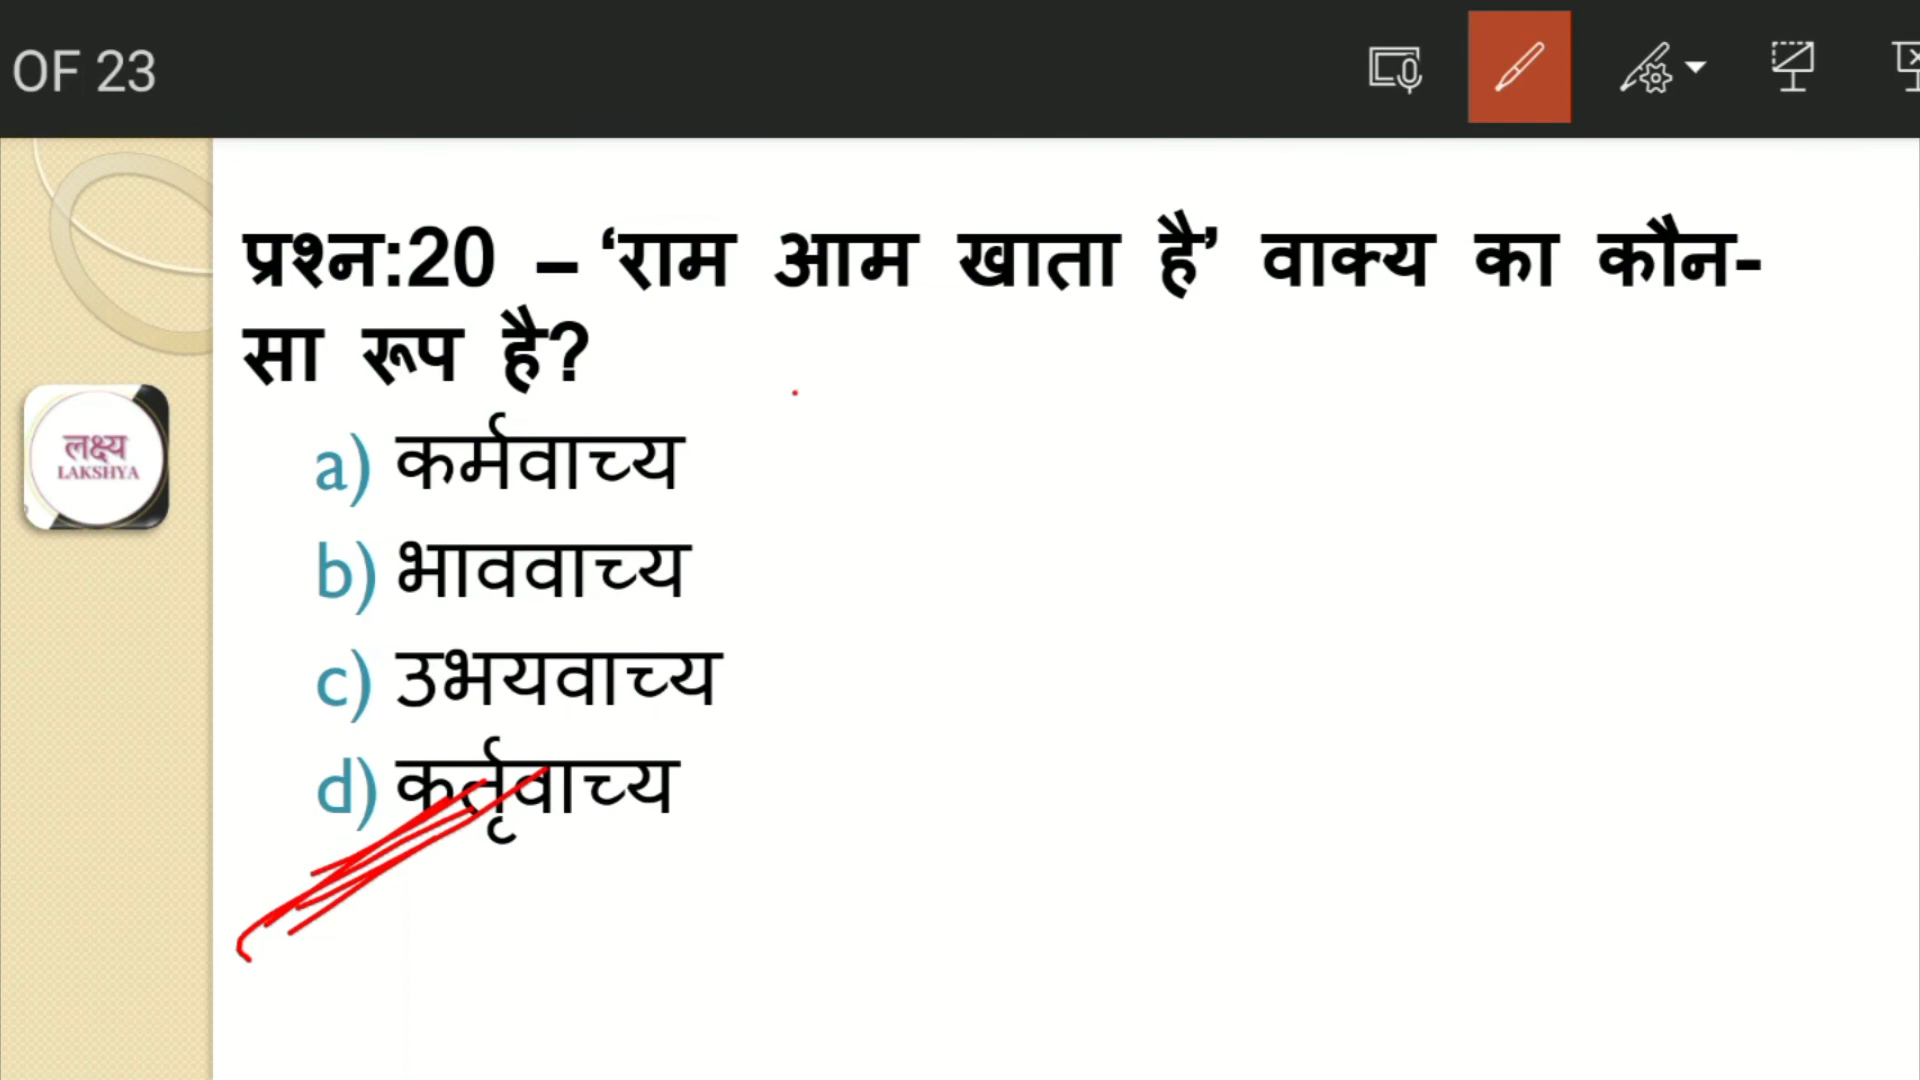 OF 23
प्रश्न:20 – ‘राम आम खाता है’ वाक्य का कौन-
सा रूप है?
लक्ष्य
LAKSHYA
a) कर्मवाच्य
b) भाववाच्य
c) उभयवाच्य
d) कर्तृवाच्य